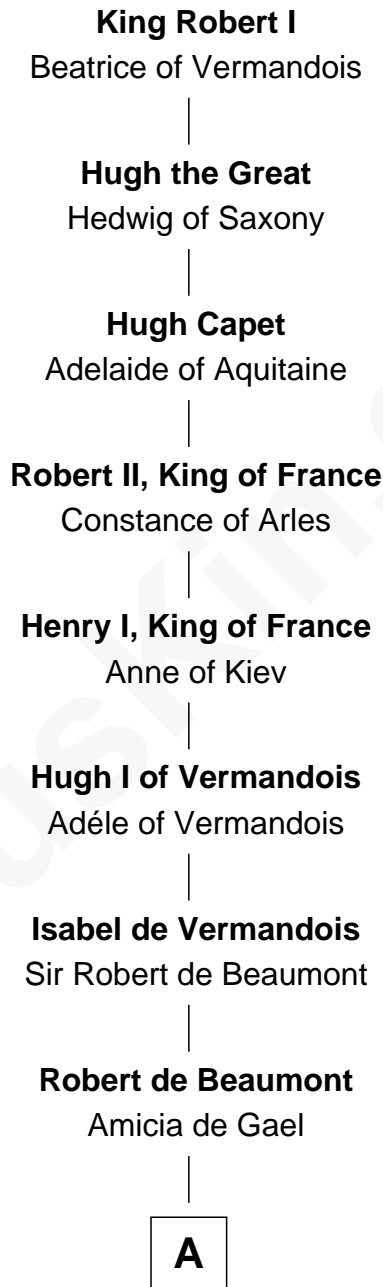 King Robert I
Beatrice of Vermandois
Hugh the Great
Hedwig of Saxony
Hugh Capet
Adelaide of Aquitaine
Robert II, King of France
Constance of Arles
Henry I, King of France
Anne of Kiev
Hugh I of Vermandois
Adéle of Vermandois
Isabel de Vermandois
Sir Robert de Beaumont
Robert de Beaumont
Amicia de Gael
A